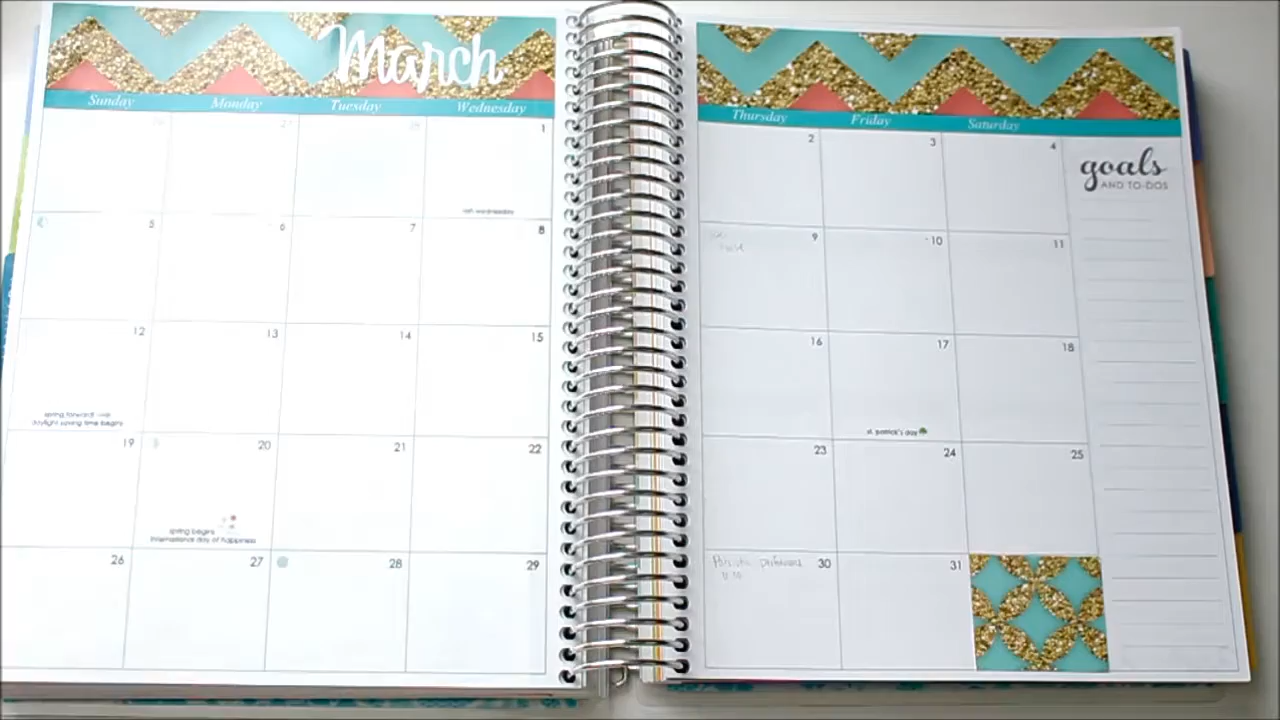 March
Sunday Monday Tuesday Wednesday Thursday Friday Saturday
26 27 28 1 2 3 4
goals
AND TO-DOS
ash wednesday
5 6 7 8 9 10 11
12 13 14 15 16 17 18
spring forward!
daylight saving time begins
st. patrick's day
19 20 21 22 23 24 25
spring begins
international day of happiness
26 27 28 29 30 31